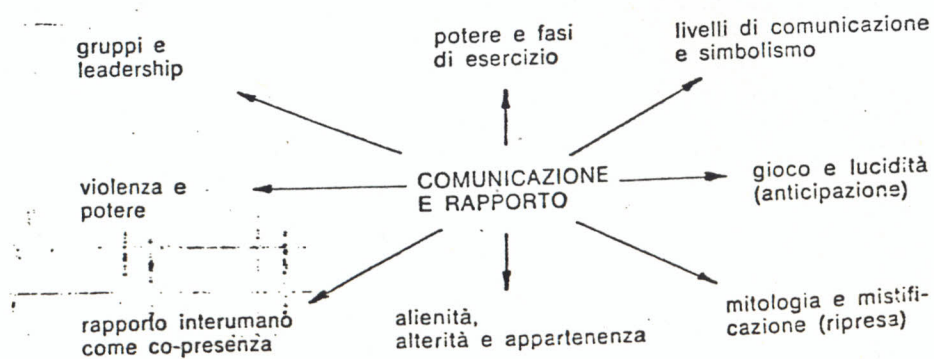 gruppi e
leadership
potere e fasi
di esercizio
livelli di comunicazione
e simbolismo
violenza e
potere
COMUNICAZIONE
E RAPPORTO
gioco e lucidità
(anticipazione)
rapporto interumano
come co-presenza
alienità,
alterità e appartenenza
mitologia e mistifi-
cazione (ripresa)